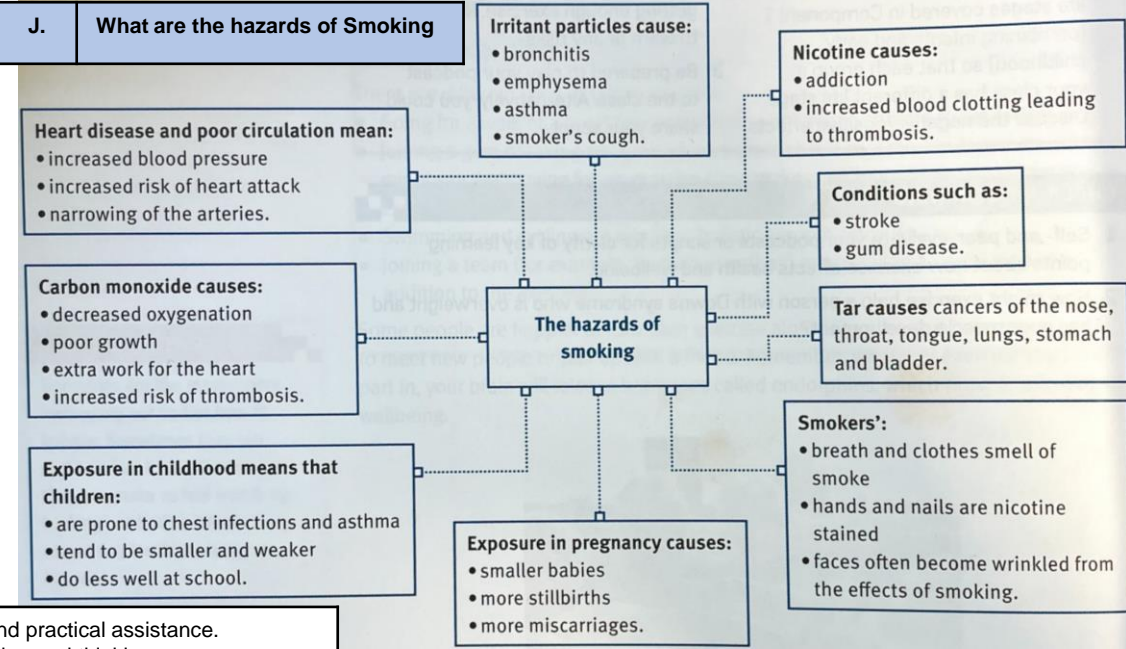 J. What are the hazards of Smoking
Irritant particles cause:
• bronchitis
• emphysema
• asthma
• smoker's cough.
Nicotine causes:
• addiction
• increased blood clotting leading
to thrombosis.
Heart disease and poor circulation mean:
• increased blood pressure
• increased risk of heart attack
• narrowing of the arteries.
Conditions such as:
• stroke
• gum disease.
Carbon monoxide causes:
• decreased oxygenation
• poor growth
• extra work for the heart
• increased risk of thrombosis.
The hazards of
smoking
Tar causes cancers of the nose,
throat, tongue, lungs, stomach
and bladder.
Exposure in childhood means that
children:
• are prone to chest infections and asthma
• tend to be smaller and weaker
• do less well at school.
Exposure in pregnancy causes:
• smaller babies
• more stillbirths
• more miscarriages.
Smokers':
• breath and clothes smell of
smoke
• hands and nails are nicotine
stained
• faces often become wrinkled from
the effects of smoking.
nd practical assistance.